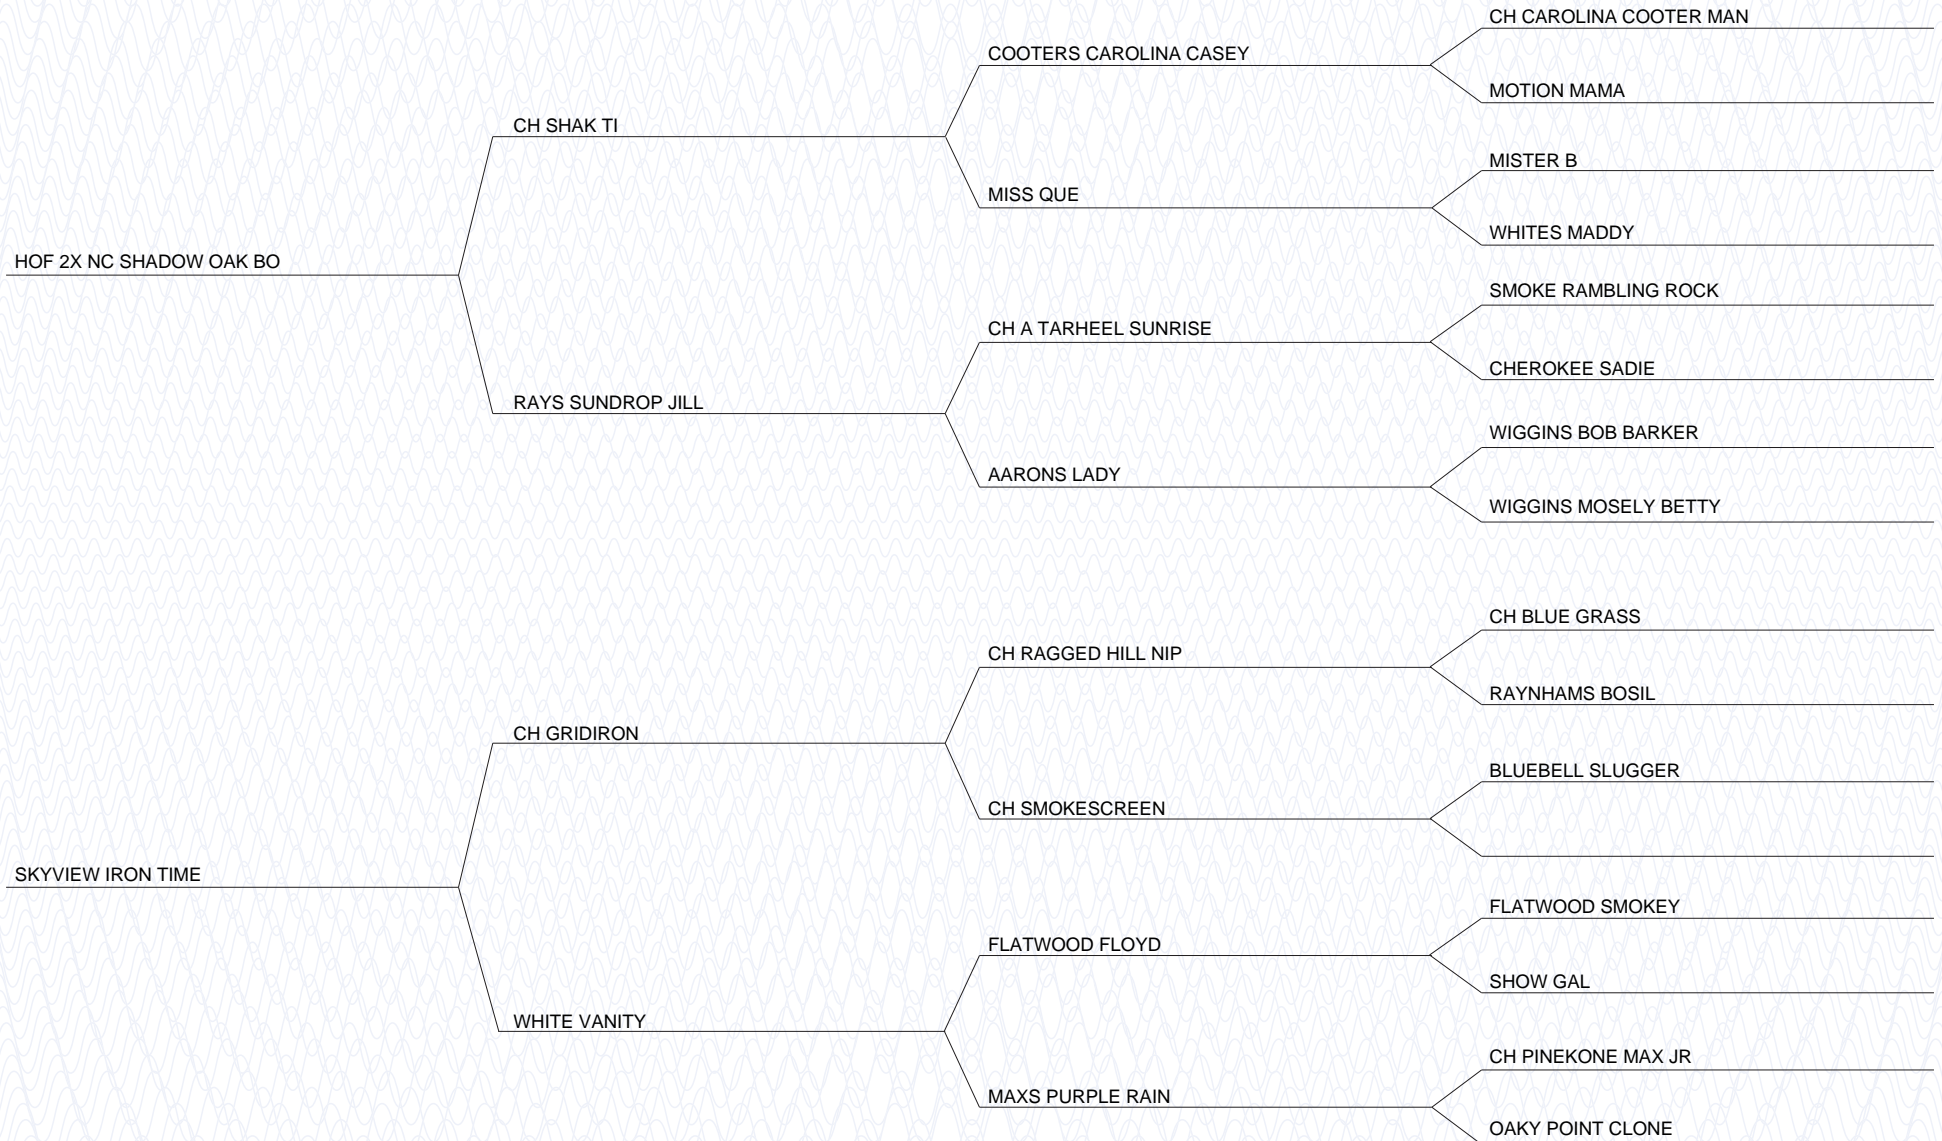 CH CAROLINA COOTER MAN
COOTERS CAROLINA CASEY
MOTION MAMA
CH SHAK TI
MISTER B
MISS QUE
WHITES MADDY
HOF 2X NC SHADOW OAK BO
SMOKE RAMBLING ROCK
CH A TARHEEL SUNRISE
CHEROKEE SADIE
RAYS SUNDROP JILL
WIGGINS BOB BARKER
AARONS LADY
WIGGINS MOSELY BETTY
CH BLUE GRASS
CH RAGGED HILL NIP
RAYNHAMS BOSIL
CH GRIDIRON
BLUEBELL SLUGGER
CH SMOKESCREEN
SKYVIEW IRON TIME
FLATWOOD SMOKEY
FLATWOOD FLOYD
SHOW GAL
WHITE VANITY
CH PINEKONE MAX JR
MAXS PURPLE RAIN
OAKY POINT CLONE